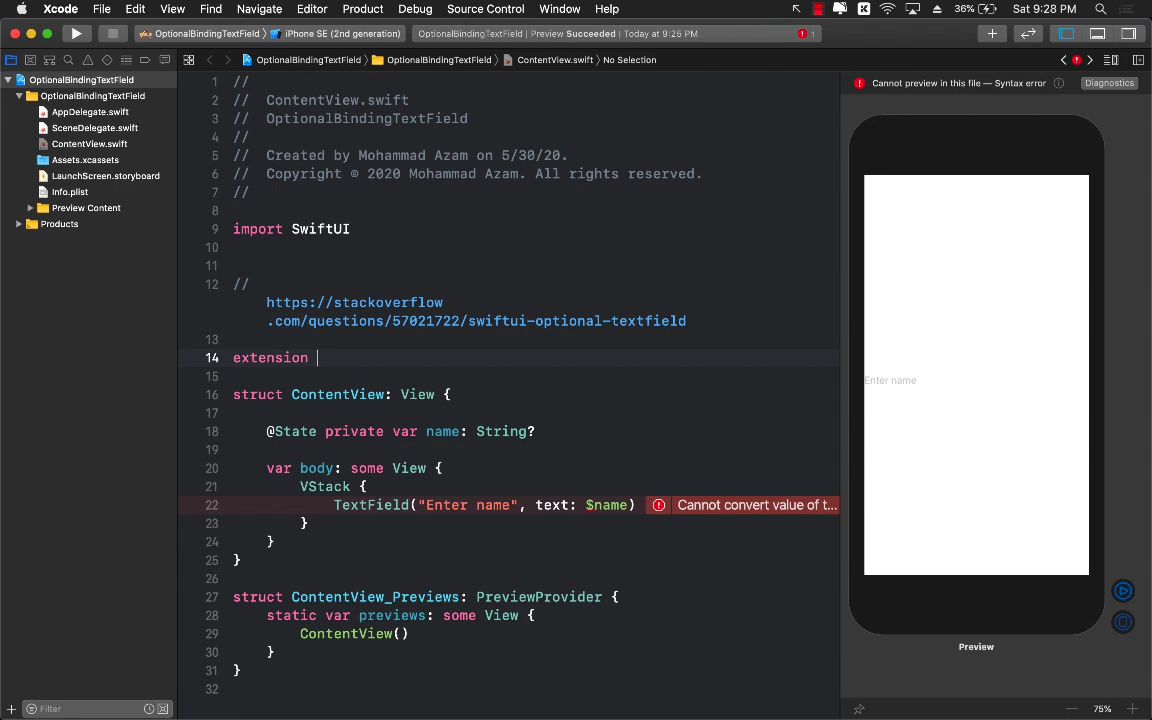 Xcode File Edit View Find Navigate Editor Product Debug Source Control Window Help 36% Sat 9:28 PM
OptionalBindingTextField iPhone SE (2nd generation) OptionalBindingTextField | Preview Succeeded | Today at 9:25 PM 1
OptionalBindingTextField OptionalBindingTextField ContentView.swift No Selection
OptionalBindingTextField
OptionalBindingTextField
AppDelegate.swift
SceneDelegate.swift
ContentView.swift
Assets.xcassets
LaunchScreen.storyboard
Info.plist
Preview Content
Products
Filter
1 //
2 // ContentView.swift
3 // OptionalBindingTextField
4 //
5 // Created by Mohammad Azam on 5/30/20.
6 // Copyright © 2020 Mohammad Azam. All rights reserved.
7 //
8
9 import SwiftUI
10
11
12 //
https://stackoverflow
.com/questions/57021722/swiftui-optional-textfield
13
14 extension
15
16 struct ContentView: View {
17
18 @State private var name: String?
19
20 var body: some View {
21 VStack {
22 TextField("Enter name", text: $name) Cannot convert value of t...
23 }
24 }
25 }
26
27 struct ContentView_Previews: PreviewProvider {
28 static var previews: some View {
29 ContentView()
30 }
31 }
32
Cannot preview in this file — Syntax error Diagnostics
Enter name
Preview
75%